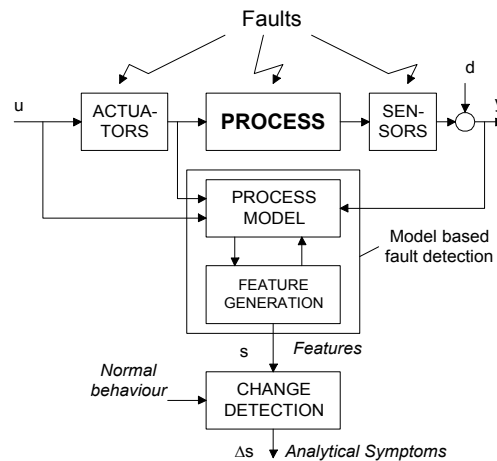 Faults
d
u
y
ACTUA-
TORS
PROCESS
SEN-
SORS
PROCESS
MODEL
Model based
fault detection
FEATURE
GENERATION
s
Features
Normal
behaviour
CHANGE
DETECTION
Δs
Analytical Symptoms